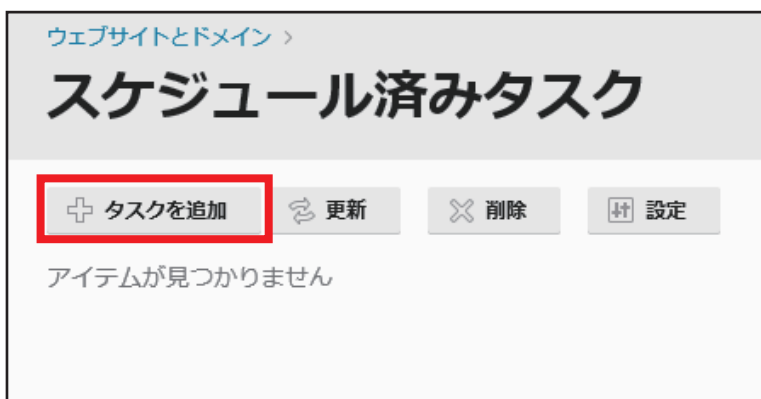 ウェブサイトとドメイン >
スケジュール済みタスク
タスクを追加 更新 削除 設定
アイテムが見つかりません